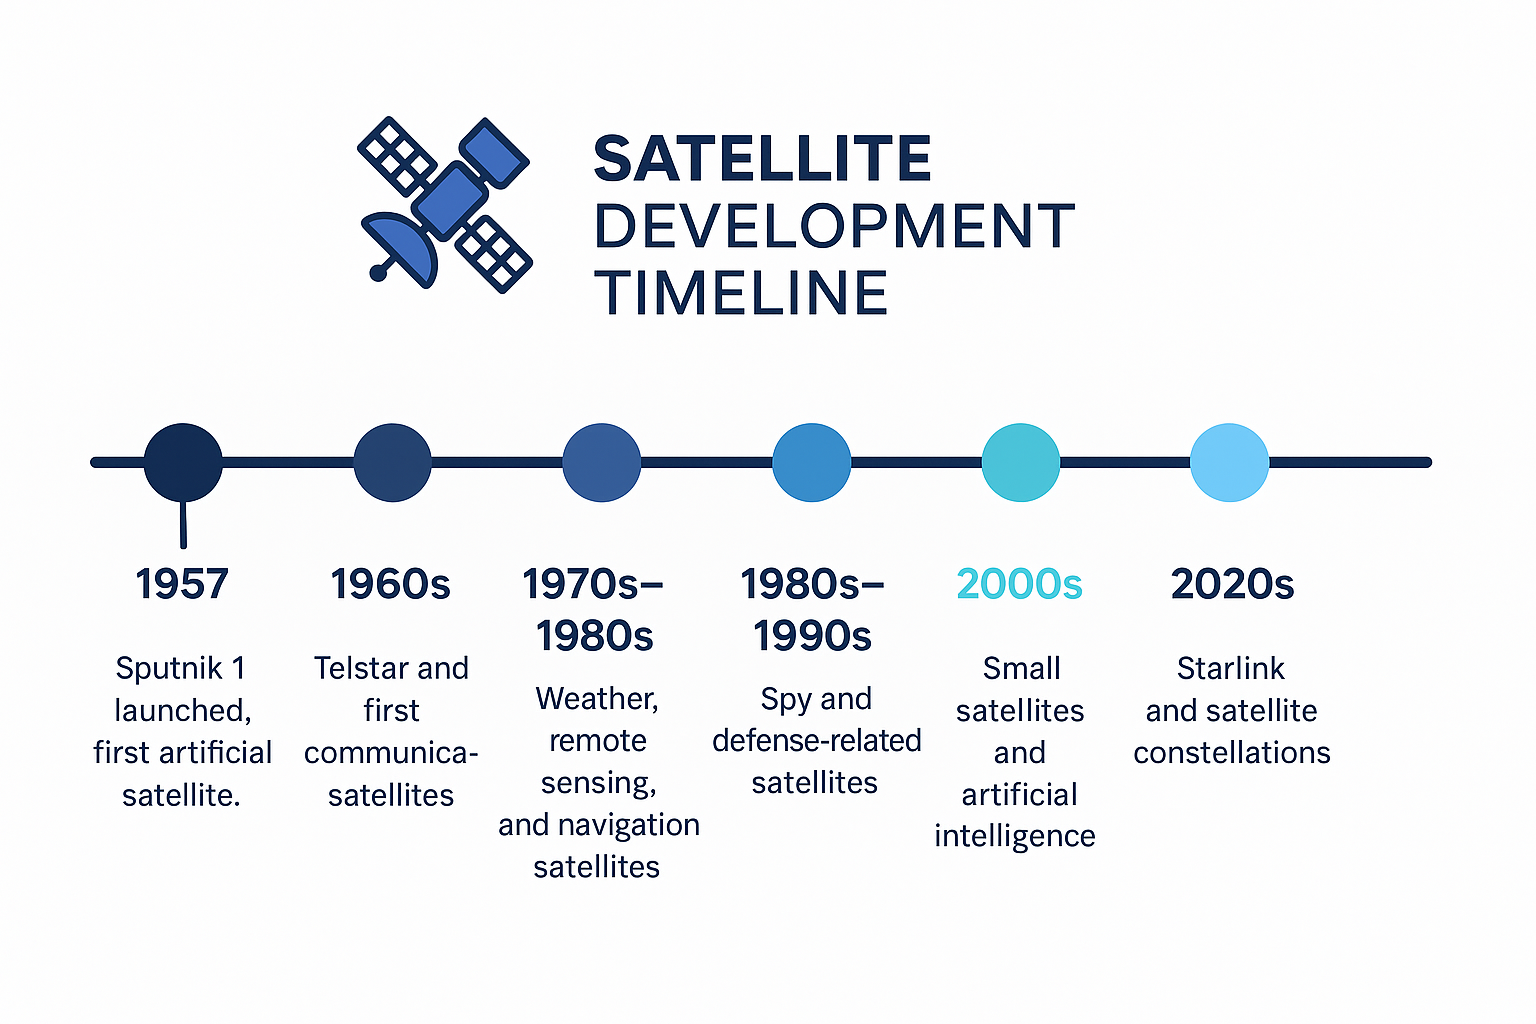 SATELLITE
DEVELOPMENT
TIMELINE
1957
Sputnik 1
launched,
first artificial
satellite.
1960s
Telstar and
first
communica-
satellites
1970s–
1980s
Weather,
remote
sensing,
and navigation
satellites
1980s–
1990s
Spy and
defense-related
satellites
2000s
Small
satellites
and
artificial
intelligence
2020s
Starlink
and satellite
constellations